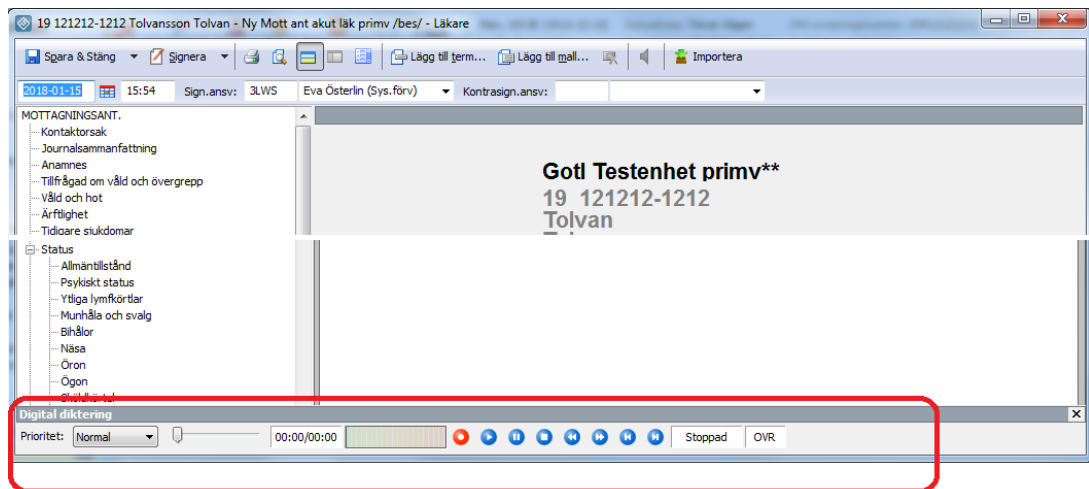 19 121212-1212 Tolvansson Tolvan - Ny Mott ant akut läk primv /bes/ - Läkare
Spara & Stäng Signera Lägg till term... Lägg till mall... Importera
2018-01-15 15:54 Sign.ansv: 3LWS Eva Österlin (Sys.förv) Kontrasign.ansv:
MOTTAGNINGSANT.
Kontaktorsak
Journalsammanfattning
Anamnes
Tillfrågad om våld och övergrepp
Våld och hot
Ärftlighet
Tidigare sjukdomar
Status
Allmäntillstånd
Psykiskt status
Ytliga lymfkörtlar
Munhåla och svalg
Bihålor
Näsa
Öron
Ögon
Gotl Testenhet primv**
19 121212-1212
Tolvan
Digital diktering
Prioritet: Normal 00:00/00:00 Stoppad OVR